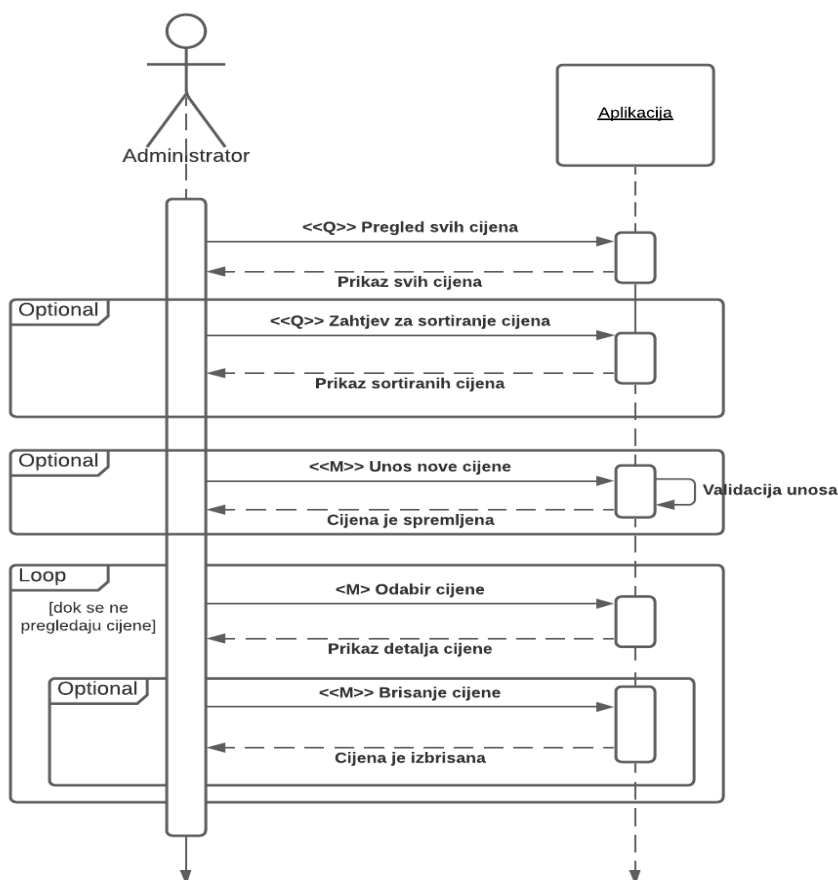 Aplikacija
Administrator
<<Q>> Pregled svih cijena
Prikaz svih cijena
Optional
<<Q>> Zahtjev za sortiranje cijena
Prikaz sortiranih cijena
Optional
<<M>> Unos nove cijene
Validacija unosa
Cijena je spremljena
Loop
[dok se ne
pregledaju cijene]
<M> Odabir cijene
Prikaz detalja cijene
Optional
<<M>> Brisanje cijene
Cijena je izbrisana